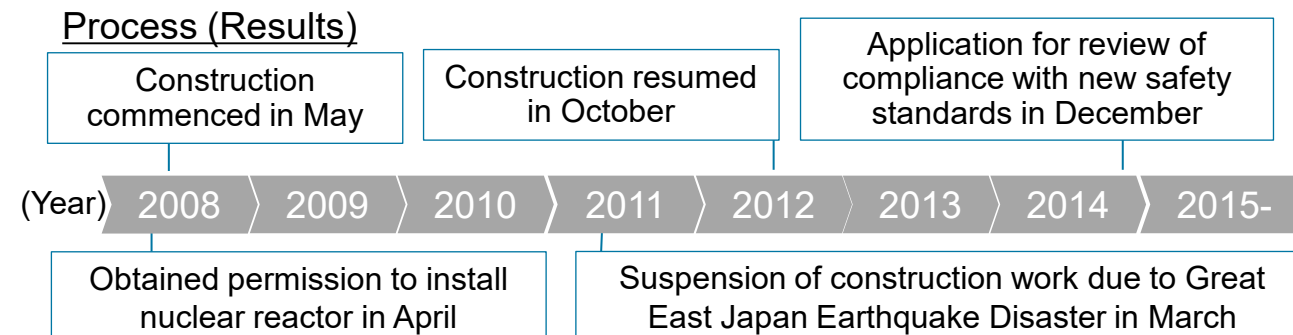 Process (Results)
Construction
commenced in May
Construction resumed
in October
Application for review of
compliance with new safety
standards in December
(Year) 2008 2009 2010 2011 2012 2013 2014 2015-
Obtained permission to install
nuclear reactor in April
Suspension of construction work due to Great
East Japan Earthquake Disaster in March